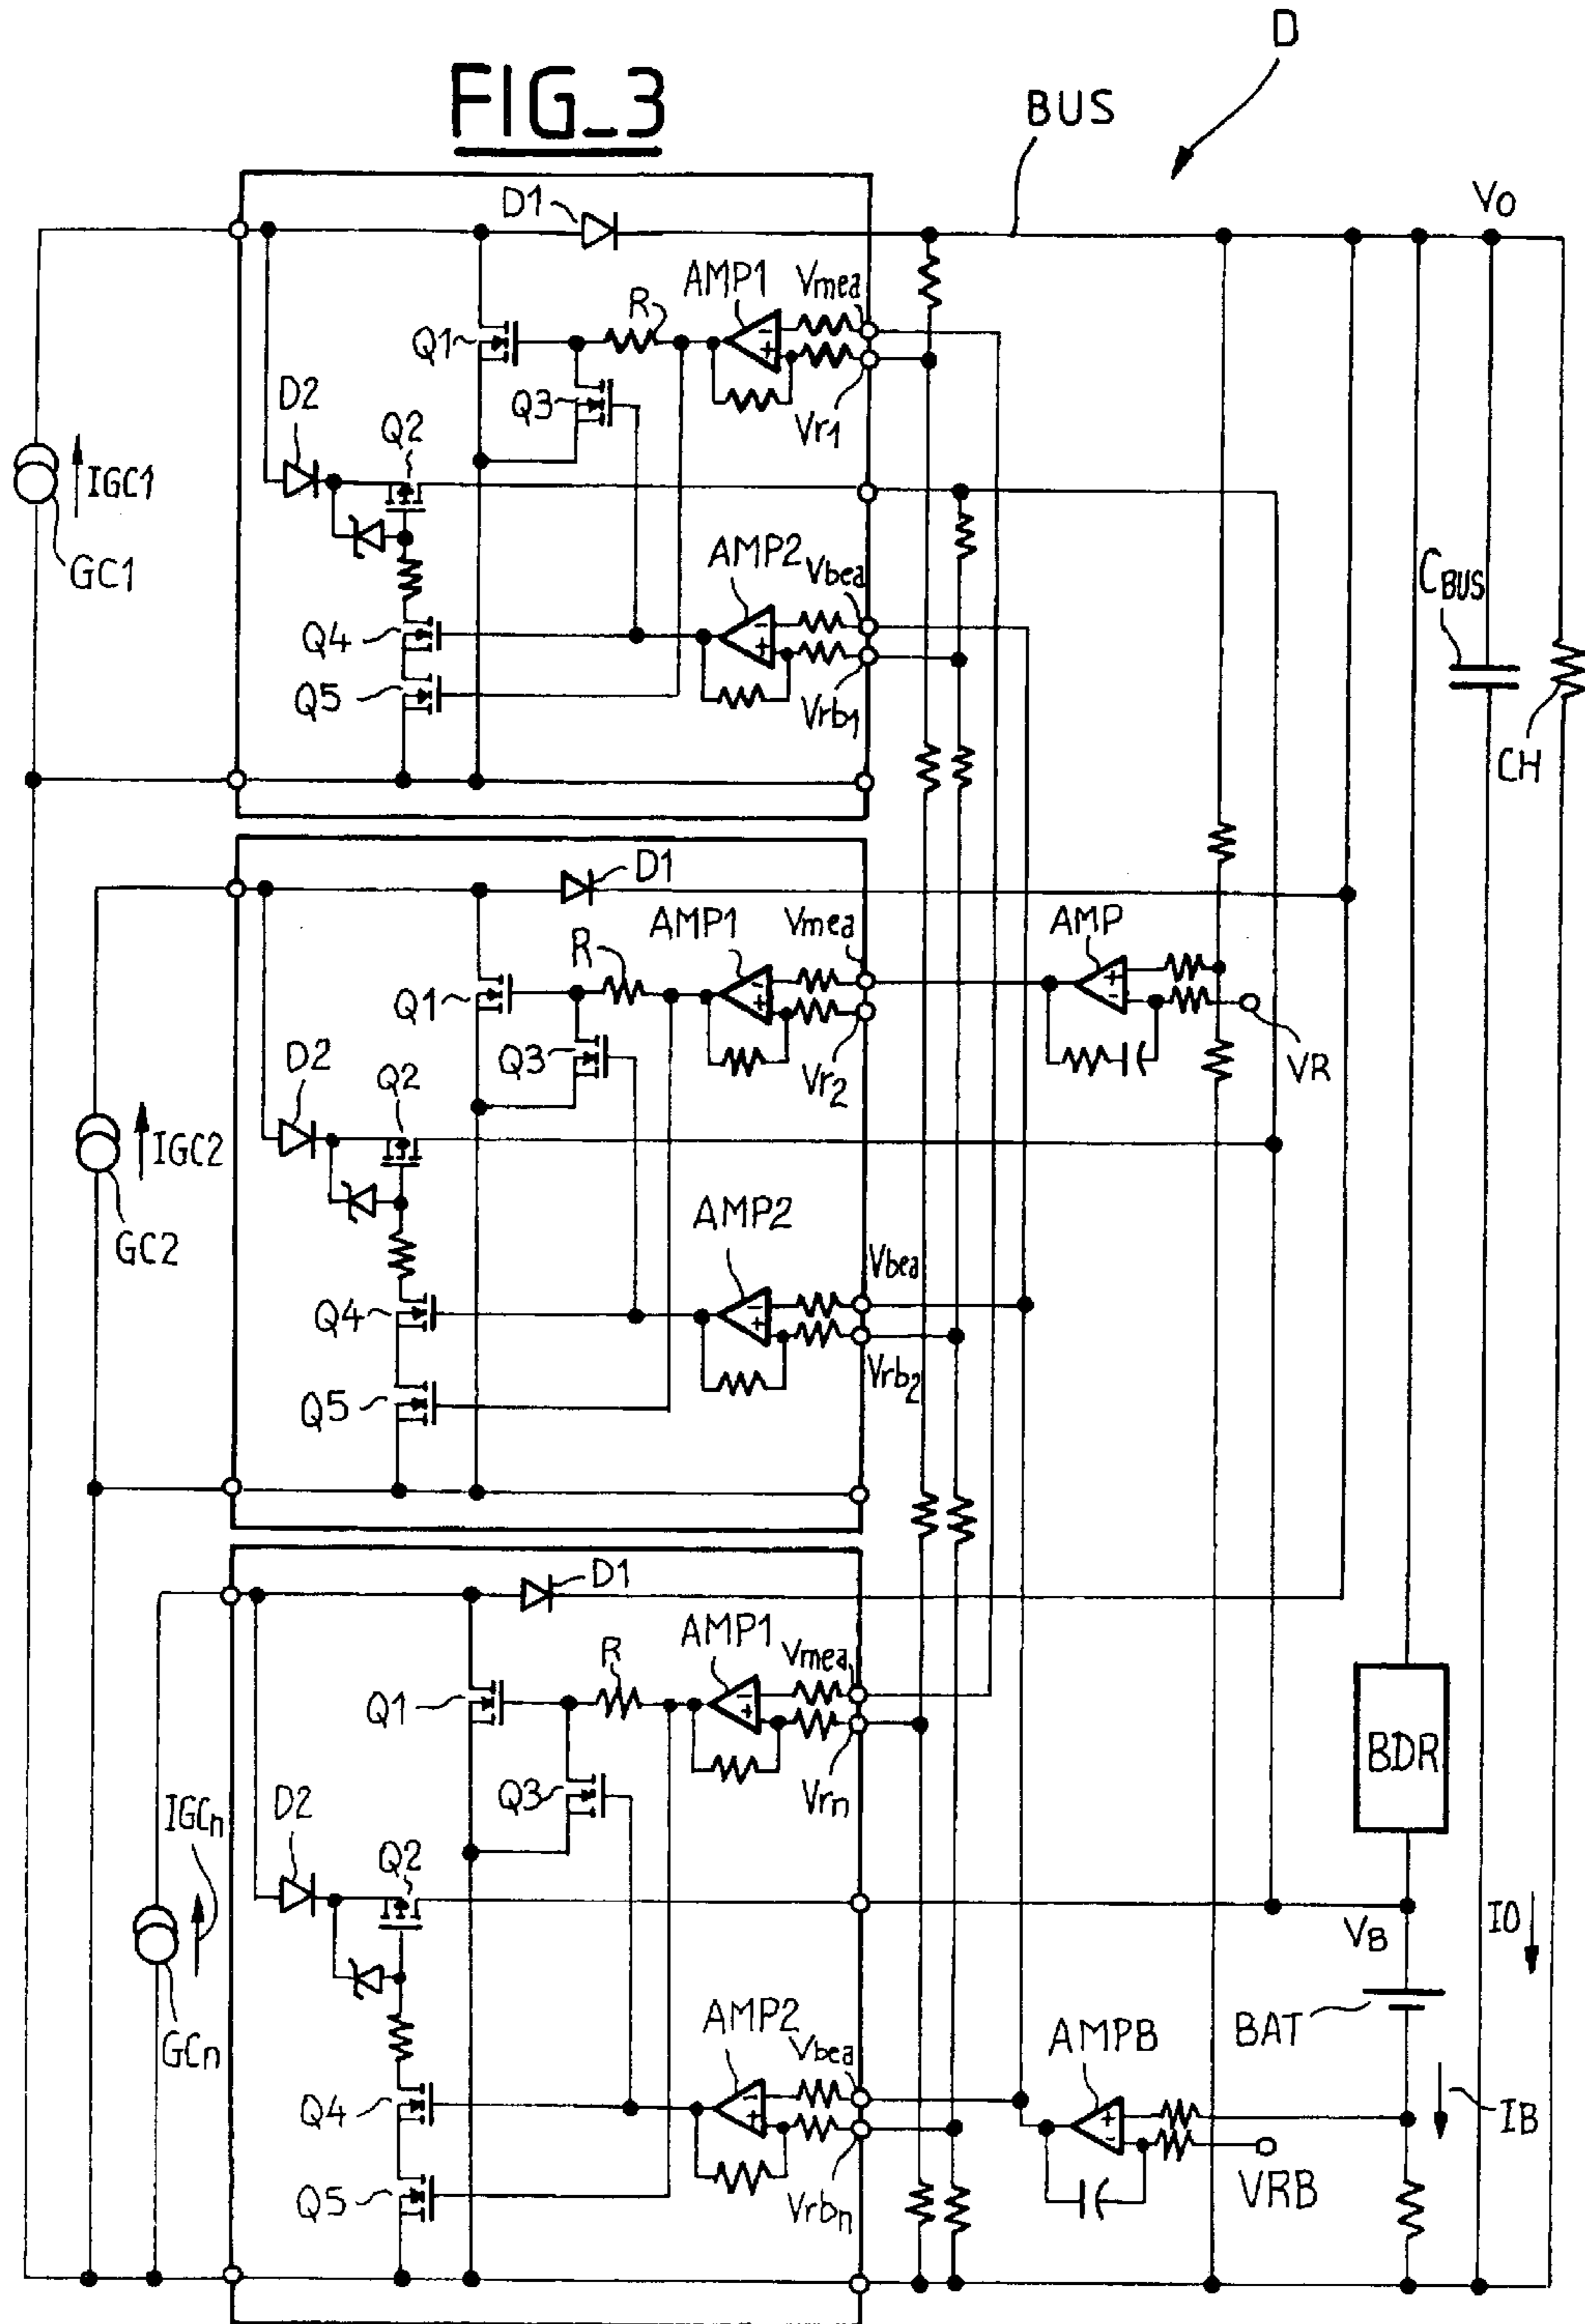 FIG_3
D
BUS
Vo
D1
AMP1
Vmea
R
Q1
Q3
Vr1
D2
Q2
IGC1
GC1
AMP2
Vbea
CBUS
Q4
Q5
Vrb1
CH
D1
AMP1
Vmea
AMP
R
Q1
Q3
Vr2
VR
D2
Q2
IGC2
GC2
AMP2
Vbea
Q4
Vrb2
Q5
D1
AMP1
R
Vmea
Q1
BDR
Q3
Vrn
IGCn
D2
Q2
VB
IO
GCn
AMP2
Vbea
AMPB
BAT
Q4
IB
Q5
Vrbn
VRB